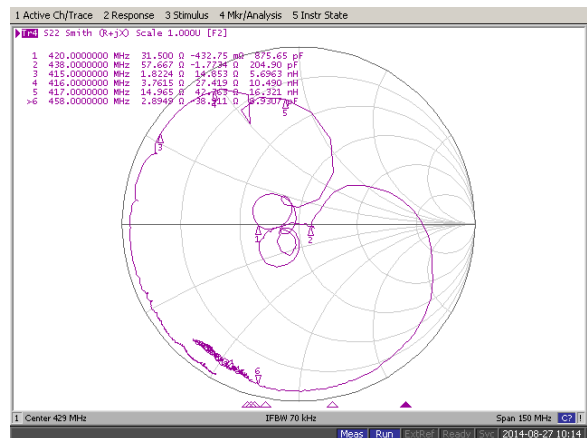 1 Active Ch/Trace 2 Response 3 Stimulus 4 Mkr/Analysis 5 Instr State
Tr4 S22 Smith (R+jX) Scale 1.000U [F2]
1 420.0000000 MHz 31.500 Ω -432.75 mΩ 875.65 pF
2 438.0000000 MHz 57.667 Ω -1.7734 Ω 204.90 pF
3 415.0000000 MHz 1.8224 Ω 14.853 Ω 5.6963 nH
4 416.0000000 MHz 3.7615 Ω 27.419 Ω 10.490 nH
5 417.0000000 MHz 14.965 Ω 16.321 nH
>6 458.0000000 MHz 2.8949 Ω 8.9307 pF
4
5
3
1
2
6
1 Center 429 MHz IFBW 70 kHz Span 150 MHz C? !
Meas Run ExtRef Ready Svc 2014-08-27 10:14